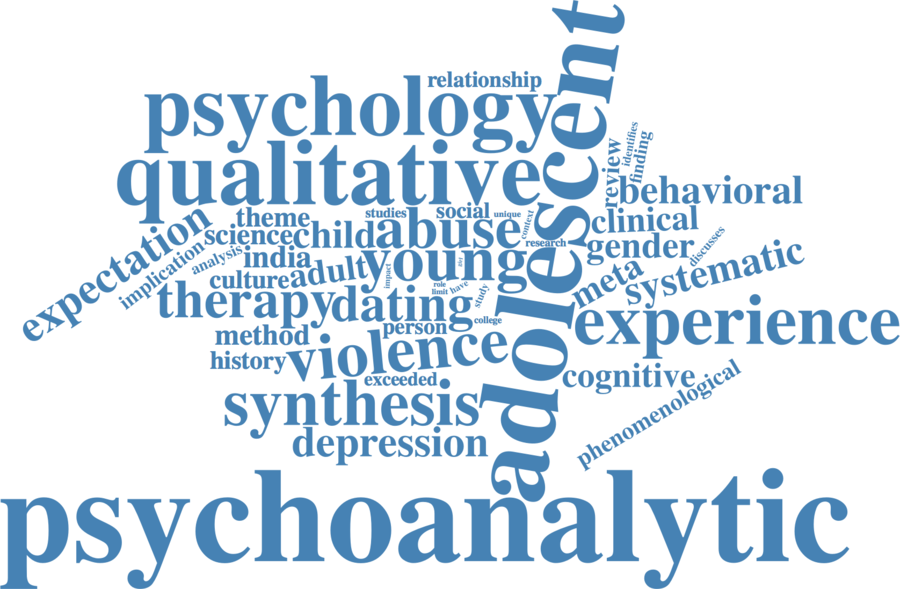 relationship
psychology
adolescent
qualitative
identifies
finding
review
behavioral
expectation
theme
studies
social
unique
context
clinical
science
child
abuse
research
gender
discusses
implication
analysis
india
young
meta
systematic
culture
adult
impact
role
limit
have
study
therapy
dating
college
experience
method
person
history
violence
exceeded
cognitive
phenomenological
synthesis
depression
psychoanalytic